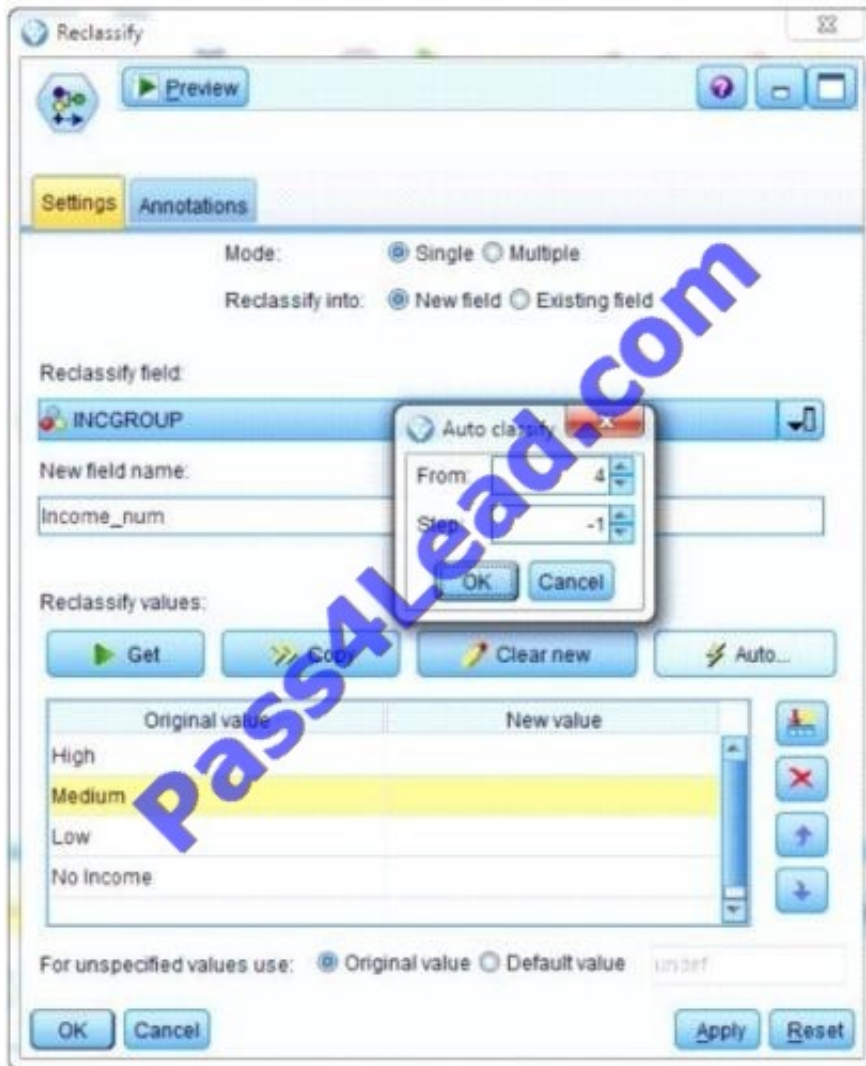 Reclassify
Preview
Settings Annotations
Mode: Single Multiple
Reclassify into: New field Existing field
Reclassify field:
INCGROUP
Auto classify
From: 4
New field name:
Income_num
Step: -1
OK Cancel
Reclassify values:
Get Copy Clear new Auto...
Original value New value
High
Medium
Low
No Income
For unspecified values use: Original value Default value undef
OK Cancel Apply Reset
Pass4Lead.com